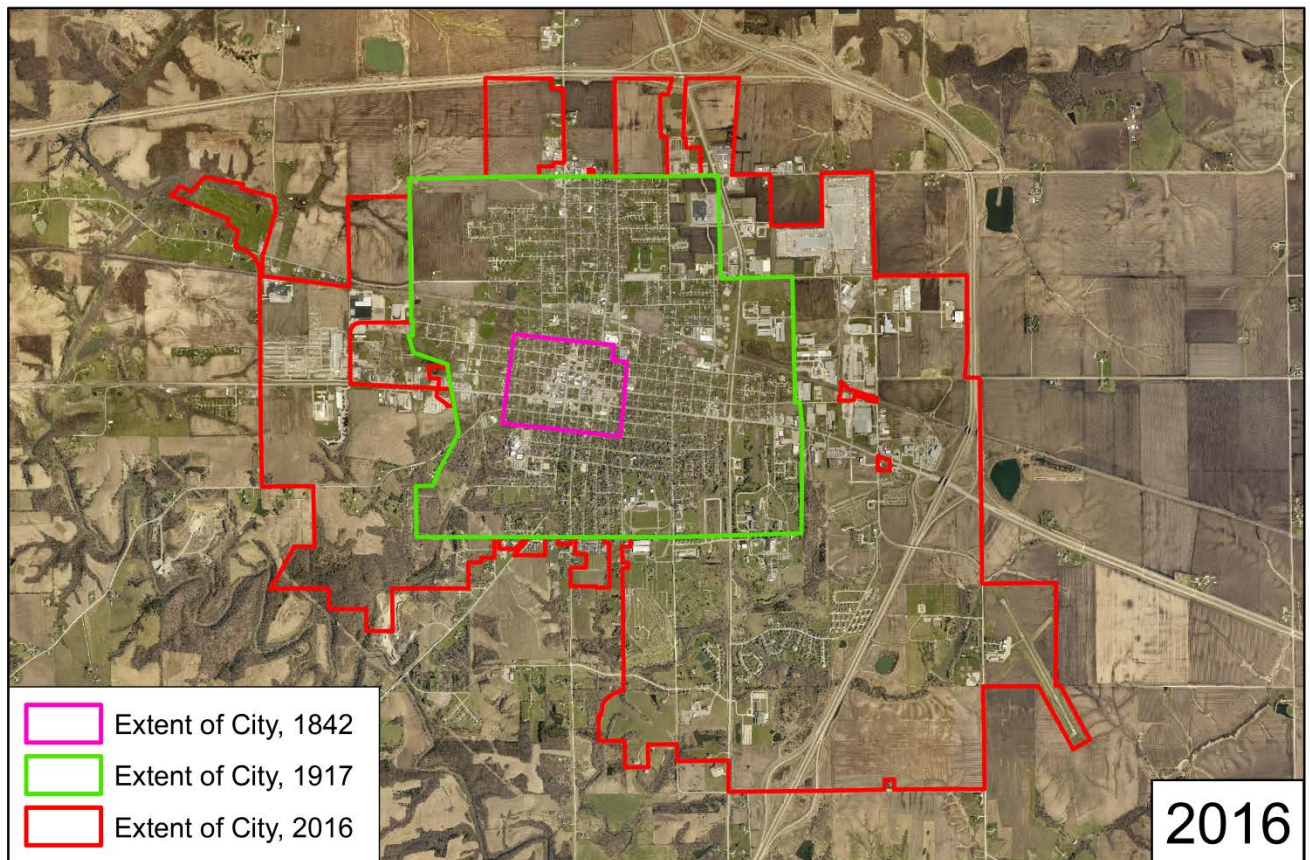 Extent of City, 1842
Extent of City, 1917
Extent of City, 2016
2016